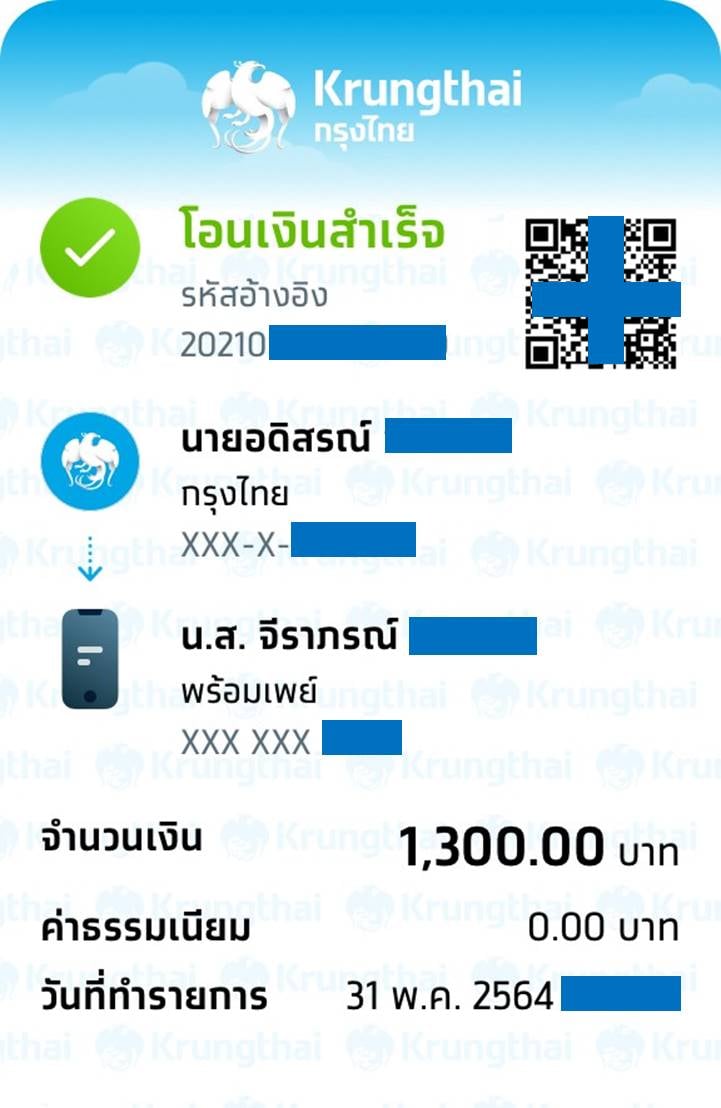 Krungthai
กรุงไทย
โอนเงินสำเร็จ
รหัสอ้างอิง
20210
นายอดิสรณ์
กรุงไทย
XXX-X-
น.ส. จีราภรณ์
พร้อมเพย์
XXX XXX
จำนวนเงิน 1,300.00 บาท
ค่าธรรมเนียม 0.00 บาท
วันที่ทำรายการ 31 พ.ค. 2564